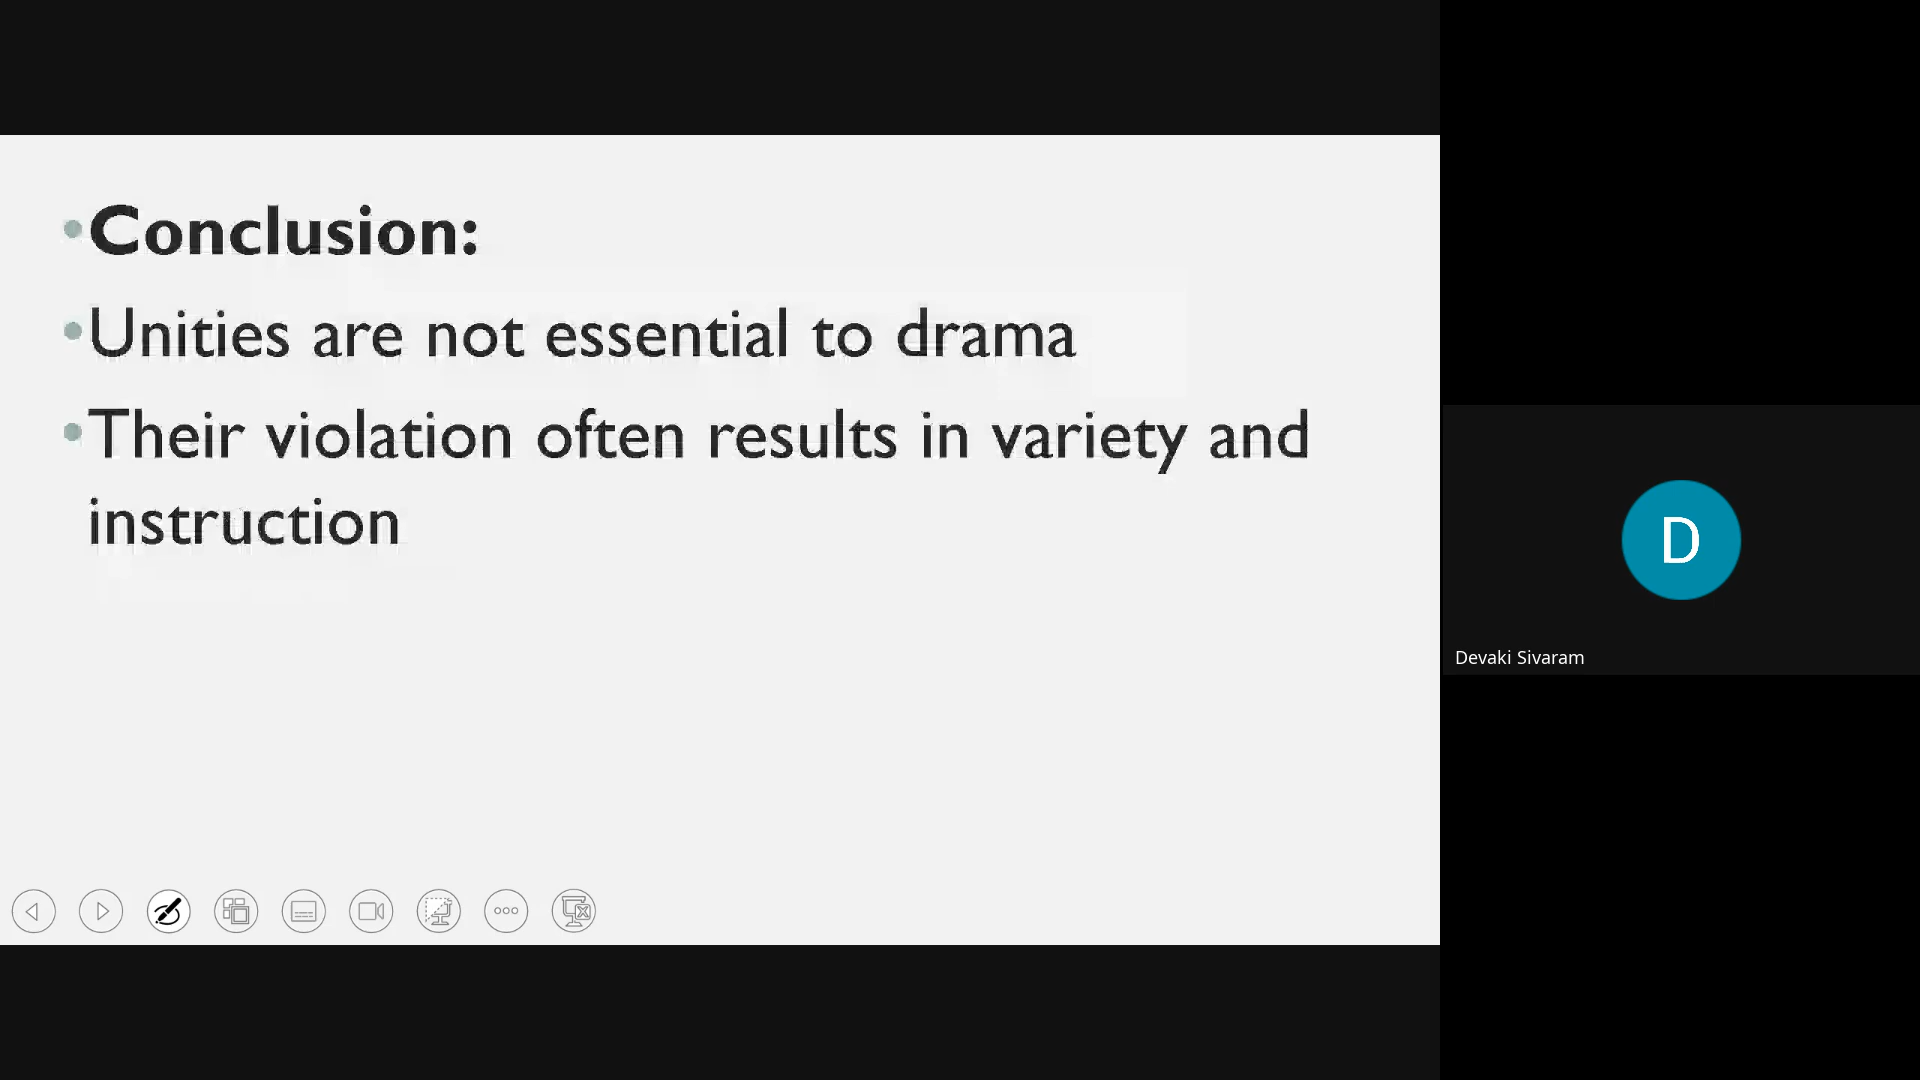 Conclusion:
Unities are not essential to drama
Their violation often results in variety and
instruction
D
Devaki Sivaram